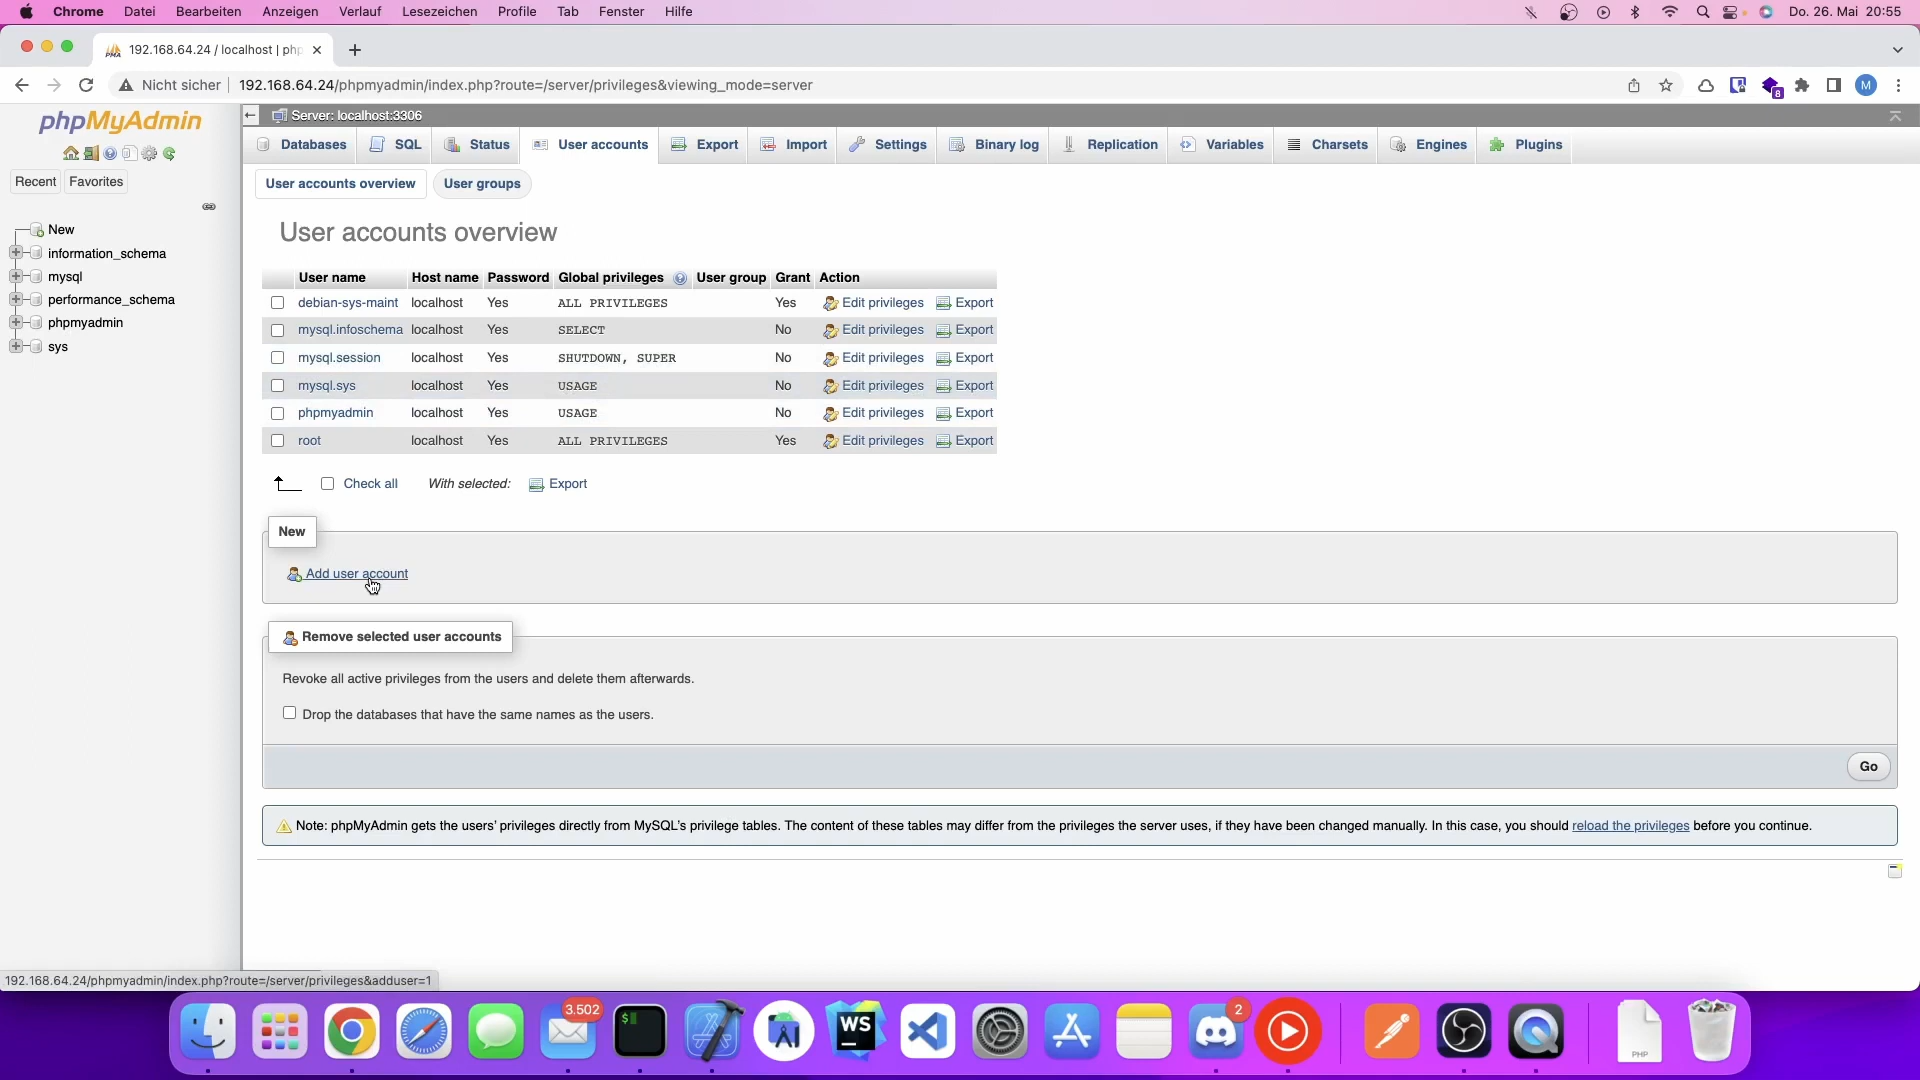 Chrome Datei Bearbeiten Anzeigen Verlauf Lesezeichen Profile Tab Fenster Hilfe Do. 26. Mai 20:55
192.168.64.24 / localhost | php
Nicht sicher 192.168.64.24/phpmyadmin/index.php?route=/server/privileges&viewing_mode=server 8 M
phpMyAdmin
Recent Favorites
New
information_schema
mysql
performance_schema
phpmyadmin
sys
Server: localhost:3306
Databases SQL Status User accounts Export Import Settings Binary log Replication Variables Charsets Engines Plugins
User accounts overview User groups
User accounts overview
User name Host name Password Global privileges User group Grant Action
debian-sys-maint localhost Yes ALL PRIVILEGES Yes Edit privileges Export
mysql.infoschema localhost Yes SELECT No Edit privileges Export
mysql.session localhost Yes SHUTDOWN, SUPER No Edit privileges Export
mysql.sys localhost Yes USAGE No Edit privileges Export
phpmyadmin localhost Yes USAGE No Edit privileges Export
root localhost Yes ALL PRIVILEGES Yes Edit privileges Export
Check all With selected: Export
New
Add user account
Remove selected user accounts
Revoke all active privileges from the users and delete them afterwards.
Drop the databases that have the same names as the users.
Go
Note: phpMyAdmin gets the users' privileges directly from MySQL's privilege tables. The content of these tables may differ from the privileges the server uses, if they have been changed manually. In this case, you should reload the privileges before you continue.
192.168.64.24/phpmyadmin/index.php?route=/server/privileges&adduser=1
3.502 $ WS 2 PHP